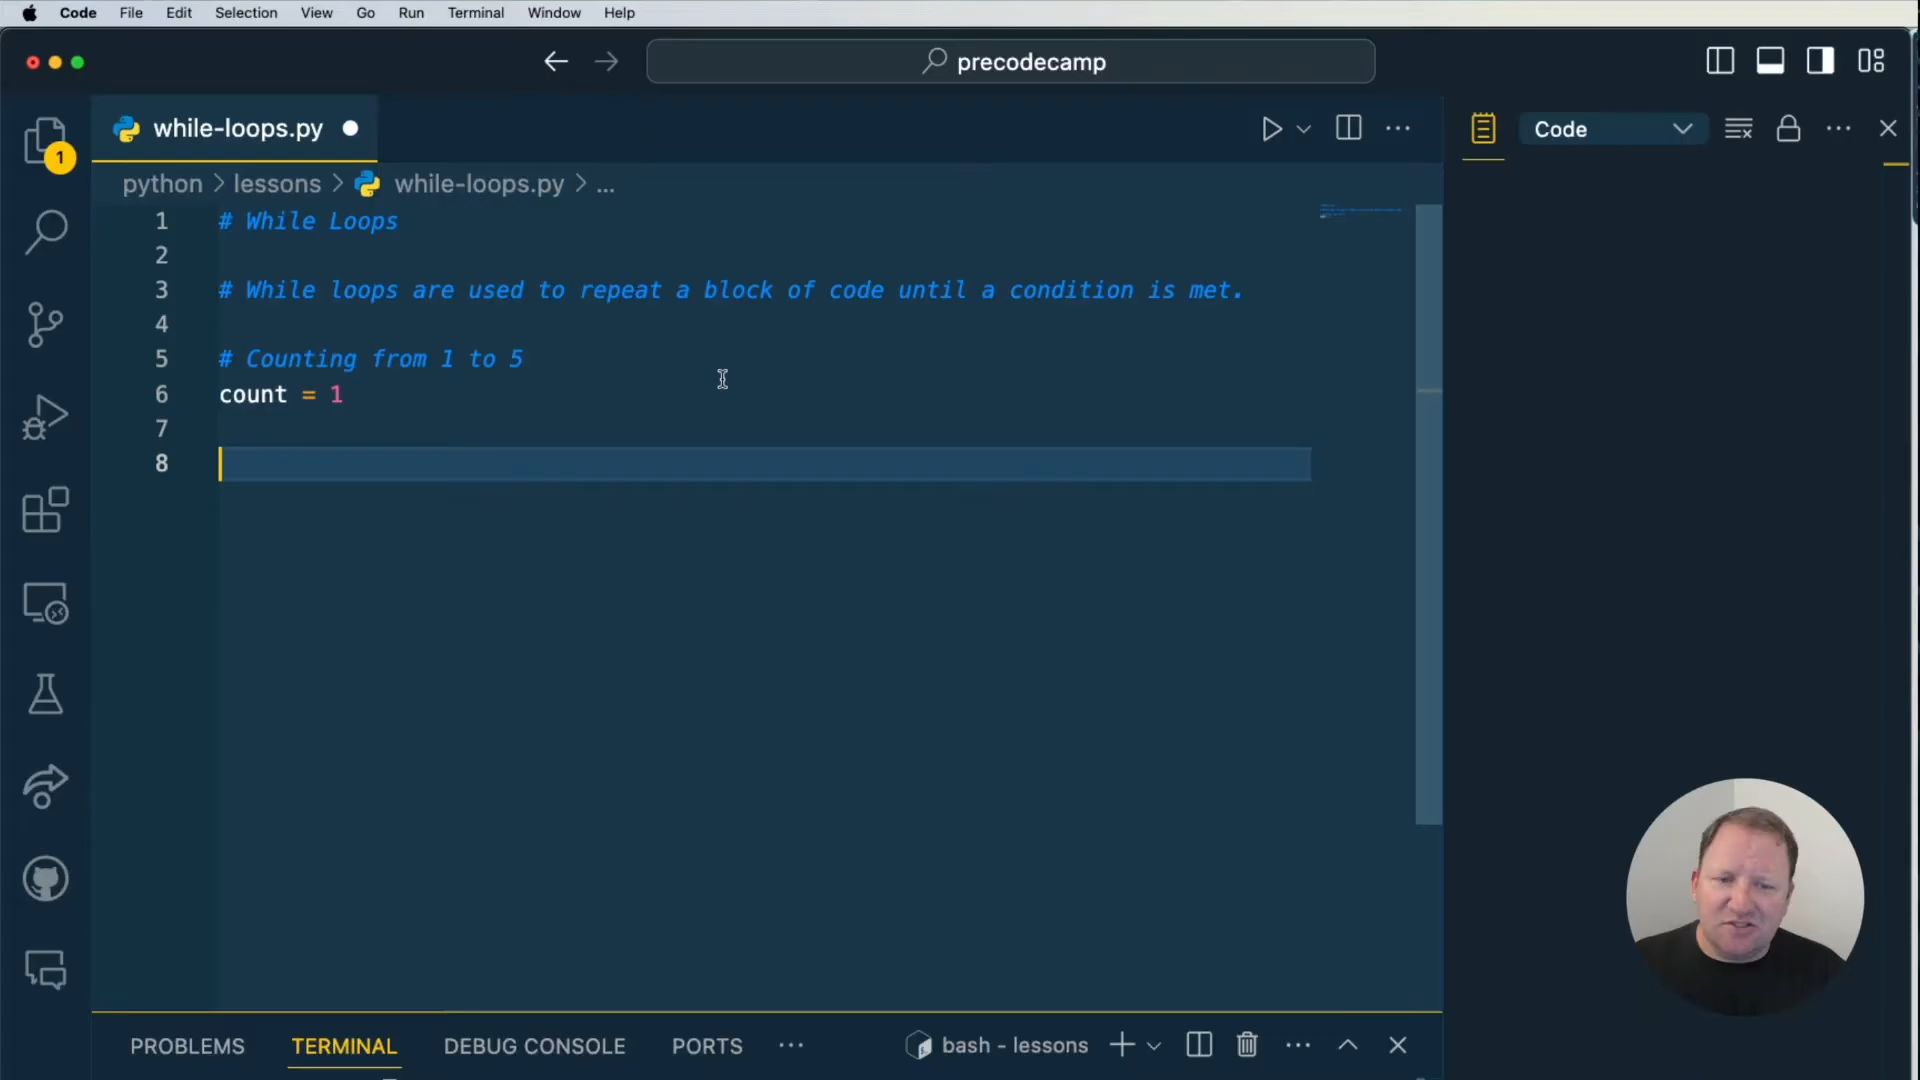 Code File Edit Selection View Go Run Terminal Window Help
precodecamp
while-loops.py
Code
1
python > lessons > while-loops.py > ...
1 # While Loops
2
3 # While loops are used to repeat a block of code until a condition is met.
4
5 # Counting from 1 to 5
6 count = 1
7
8
PROBLEMS TERMINAL DEBUG CONSOLE PORTS ... bash - lessons